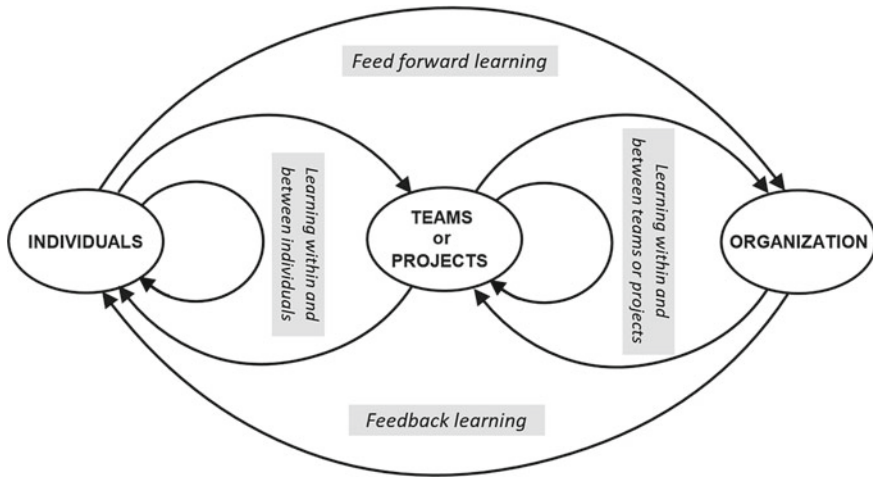 Feed forward learning
INDIVIDUALS
Learning within and
between individuals
TEAMS
or
PROJECTS
Learning within and
between teams or projects
ORGANIZATION
Feedback learning